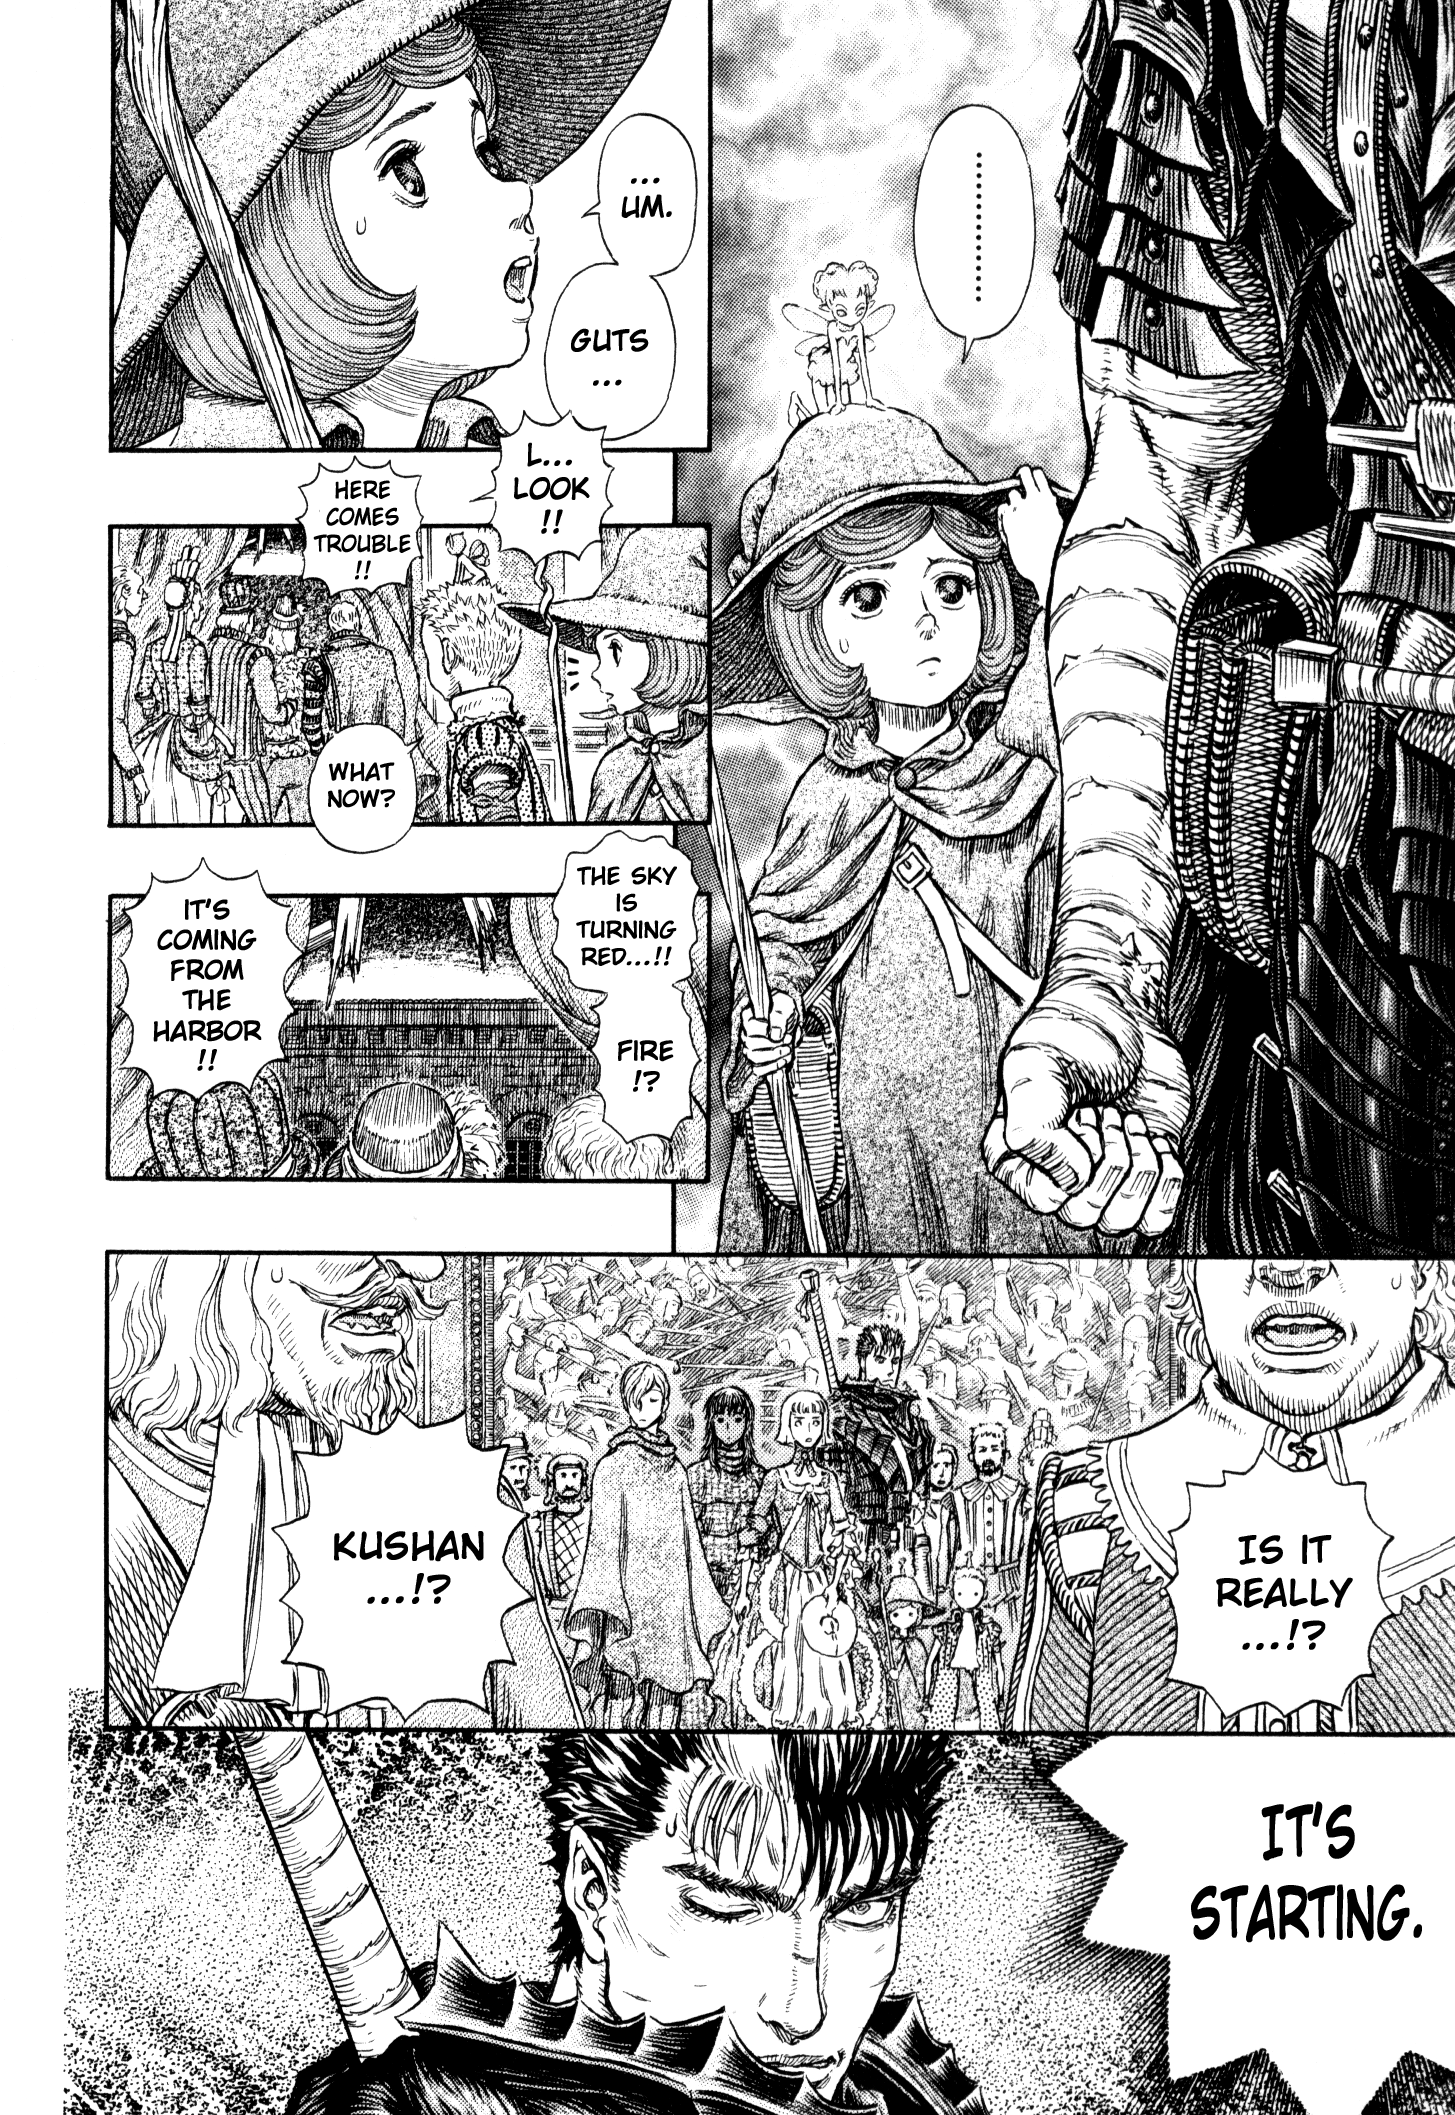 ...........
...
UM.
GUTS
...
L...
LOOK
!!
HERE
COMES
TROUBLE
!!
WHAT
NOW?
THE SKY
IS
TURNING
RED...!!
FIRE
!?
IT'S
COMING
FROM
THE
HARBOR
!!
IS IT
REALLY
...!?
KUSHAN
...!?
IT'S
STARTING.